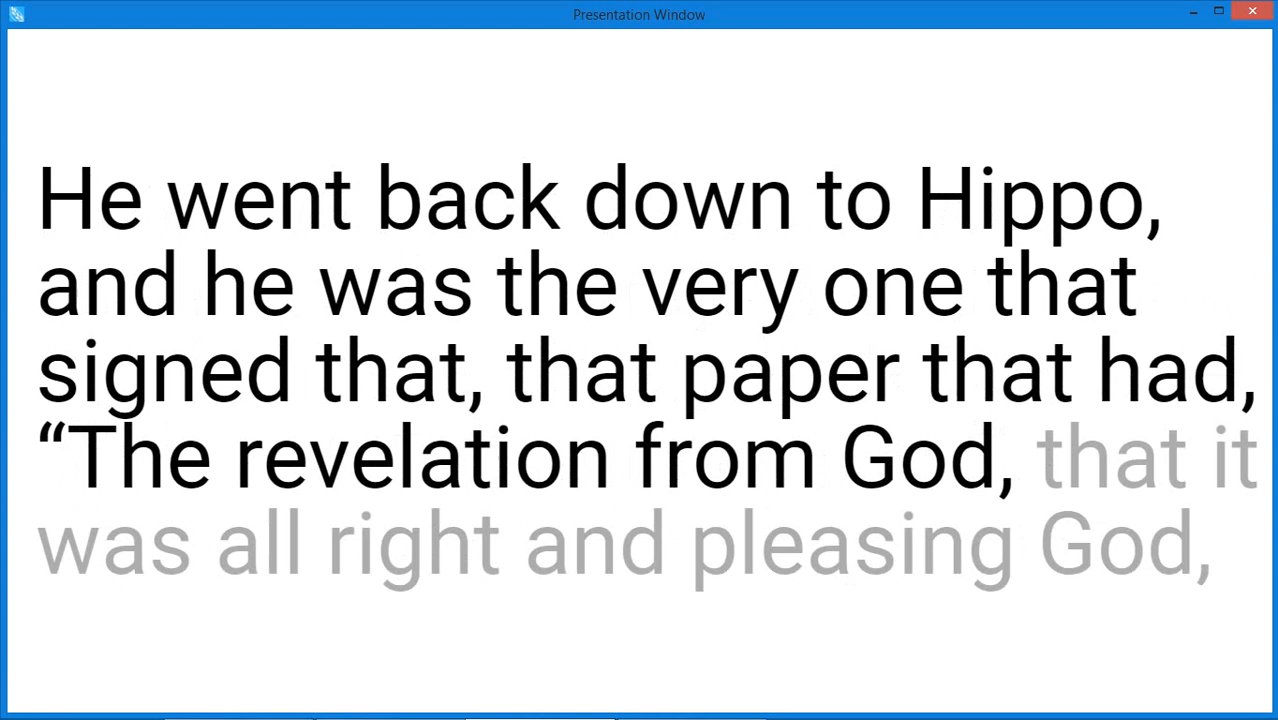 Presentation Window
He went back down to Hippo,
and he was the very one that
signed that, that paper that had,
“The revelation from God, that it
was all right and pleasing God,